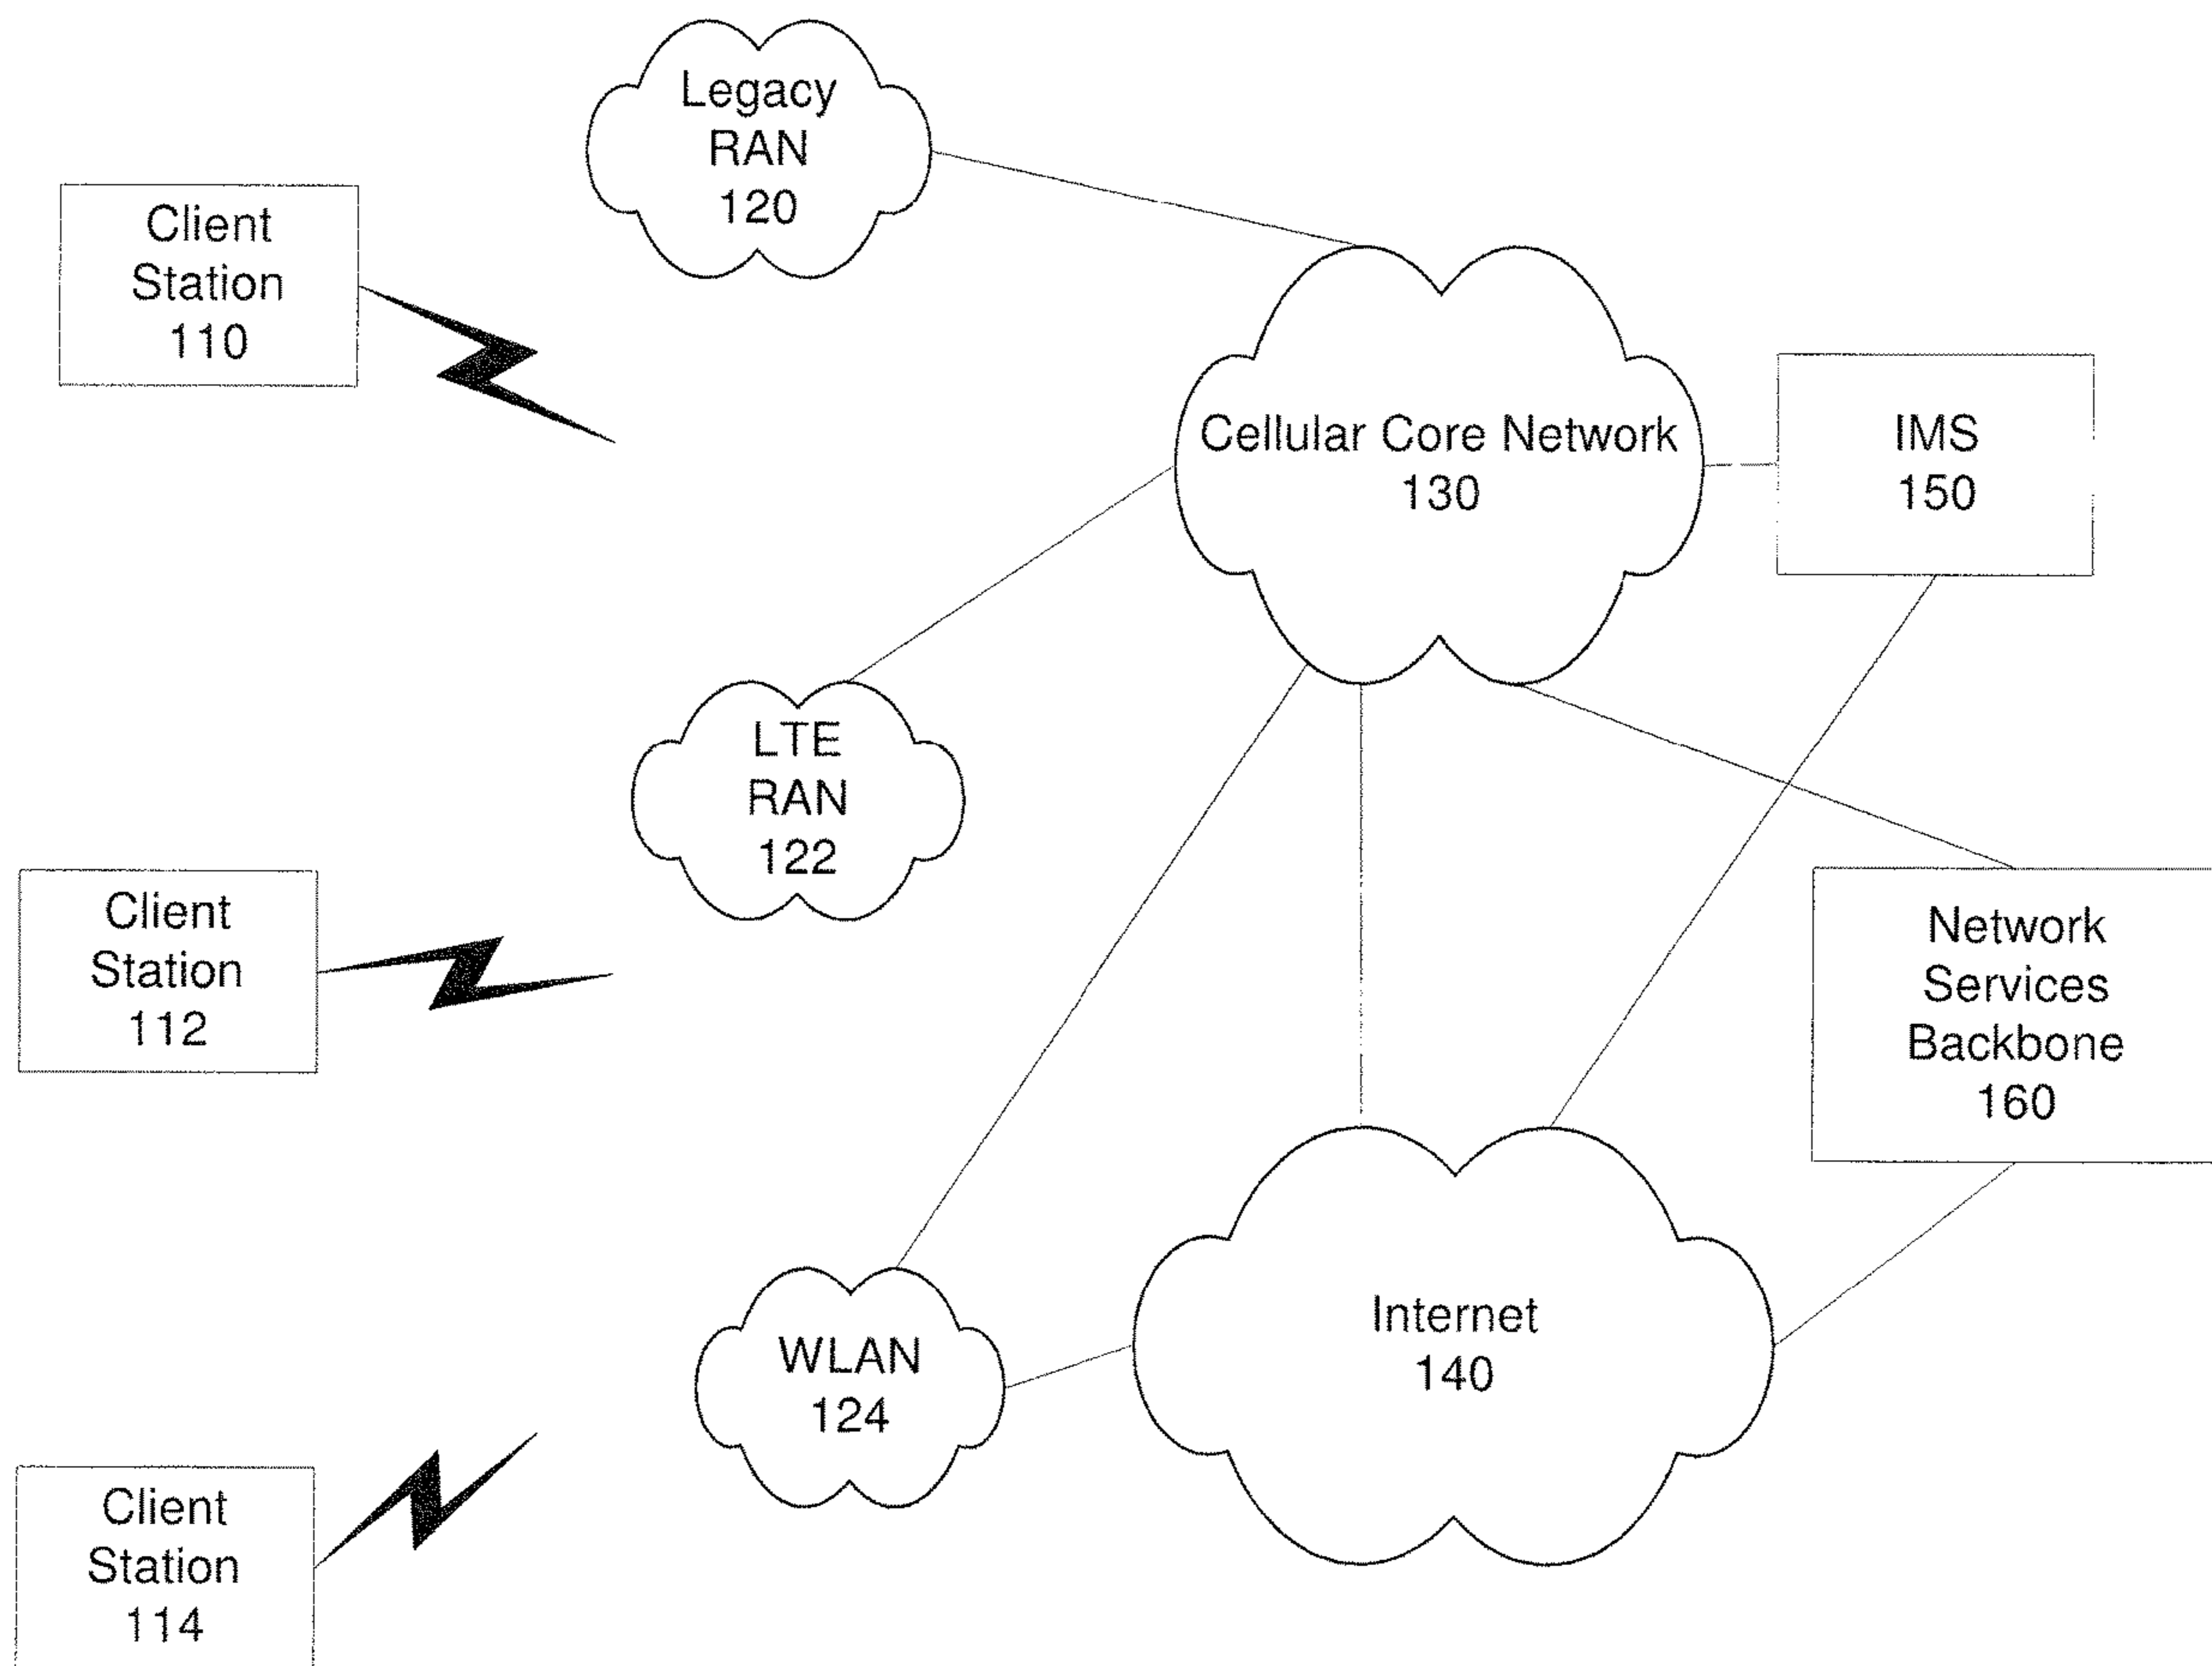 Legacy
RAN
120
Client
Station
110
Cellular Core Network
130
IMS
150
LTE
RAN
122
Client
Station
112
Network
Services
Backbone
160
WLAN
124
Internet
140
Client
Station
114